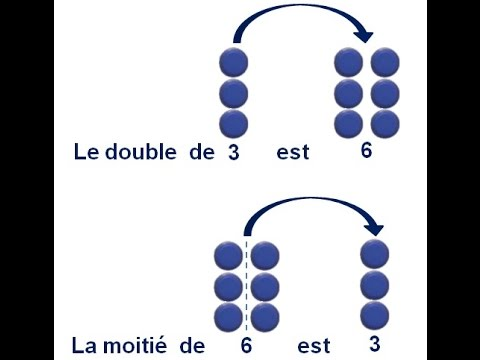 Le double de 3 est 6
La moitié de 6 est 3